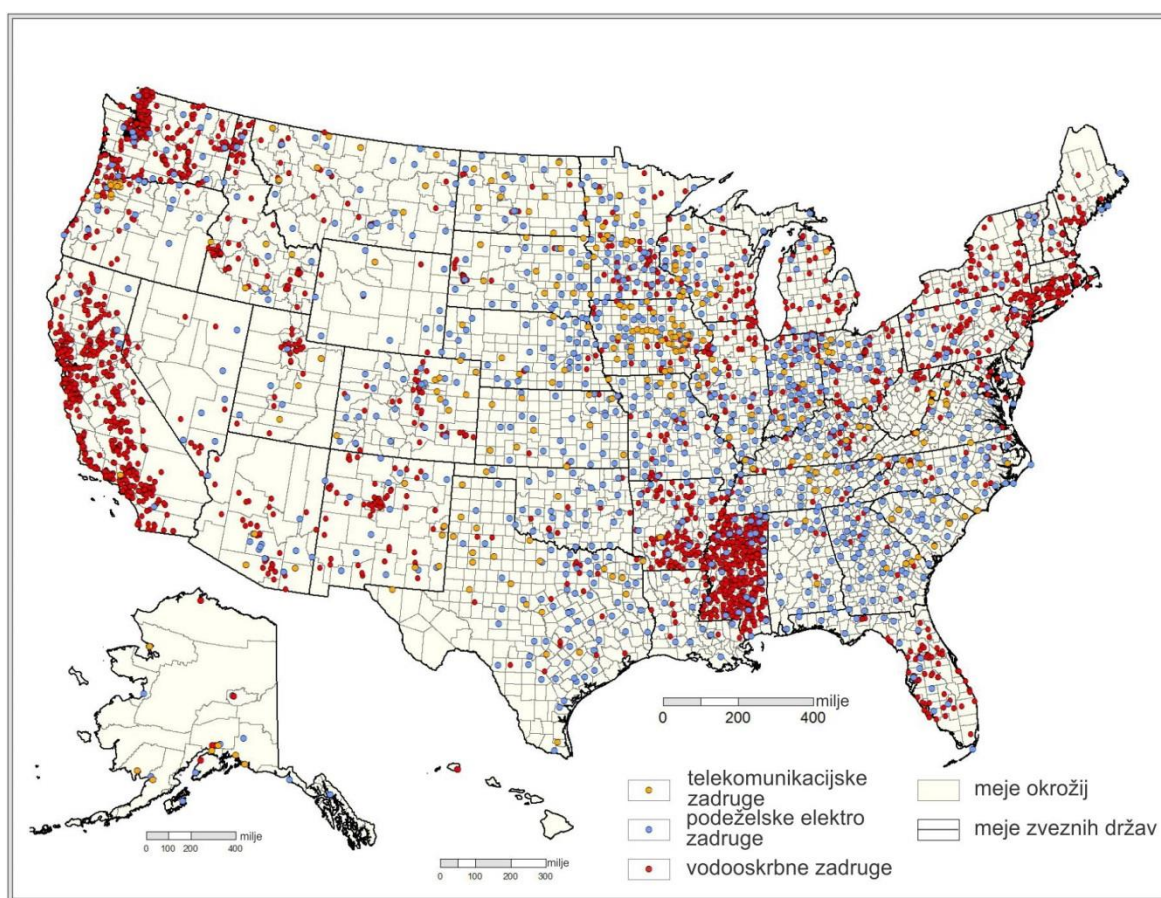 milje
0 200 400
milje
0 100 200 400
milje
0 50 100 200 300
telekomunikacijske
zadruge
podeželske elektro
zadruge
vodooskrbne zadruge
meje okrožij
meje zveznih držav